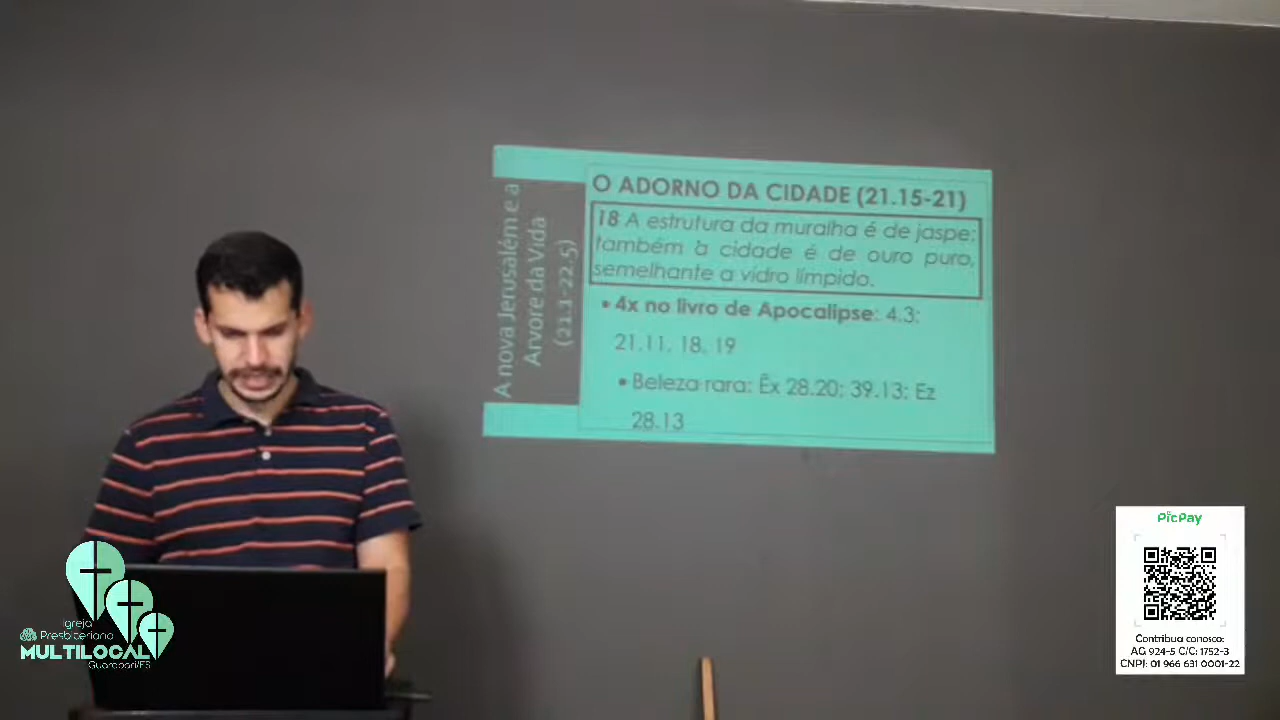 A nova Jerusalém e a
Arvore da Vida
(21.1-22.5)
O ADORNO DA CIDADE (21.15-21)
18 A estrutura da muralha é de jaspe;
também a cidade é de ouro puro,
semelhante a vidro límpido.
• 4x no livro de Apocalipse: 4.3;
21.11, 18, 19
• Beleza rara: Êx 28.20; 39.13; Ez
28.13
Igreja
Presbiteriana
MULTILOCAL
Guarapari/ES
PicPay
Contribua conosco:
AG 924-5 C/C: 1752-3
CNPJ: 01 966 631 0001-22